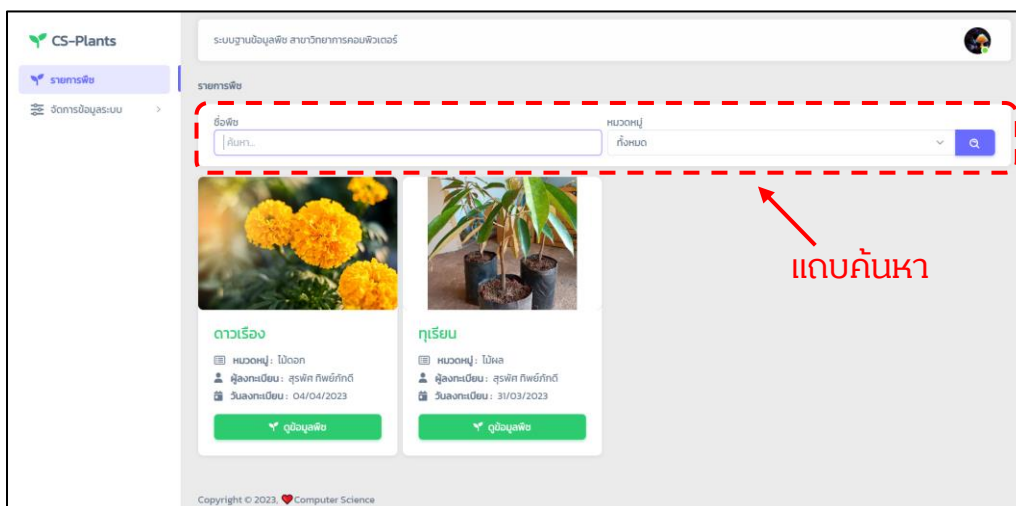 CS-Plants
ระบบฐานข้อมูลพืช สาขาวิทยาการคอมพิวเตอร์
รายการพืช
จัดการข้อมูลระบบ
รายการพืช
ชื่อพืช
หมวดหมู่
ค้นหา..
ทั้งหมด
แถบค้นหา
ดาวเรือง
หมวดหมู่ : ไม้ดอก
ผู้ลงทะเบียน : สุรพัศ ทิพย์ภักดี
วันลงทะเบียน : 04/04/2023
ดูข้อมูลพืช
ทุเรียน
หมวดหมู่ : ไม้ผล
ผู้ลงทะเบียน : สุรพัศ ทิพย์ภักดี
วันลงทะเบียน : 31/03/2023
ดูข้อมูลพืช
Copyright © 2023, ❤Computer Science